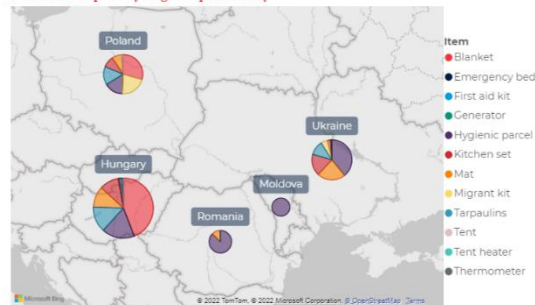 Poland
Ukraine
Hungary
Moldova
Romania
Microsoft Bing
© 2022 TomTom, © 2022 Microsoft Corporation, © OpenStreetMap Terms
Item
Blanket
Emergency bed
First aid kit
Generator
Hygienic parcel
Kitchen set
Mat
Migrant kit
Tarpaulins
Tent
Tent heater
Thermometer